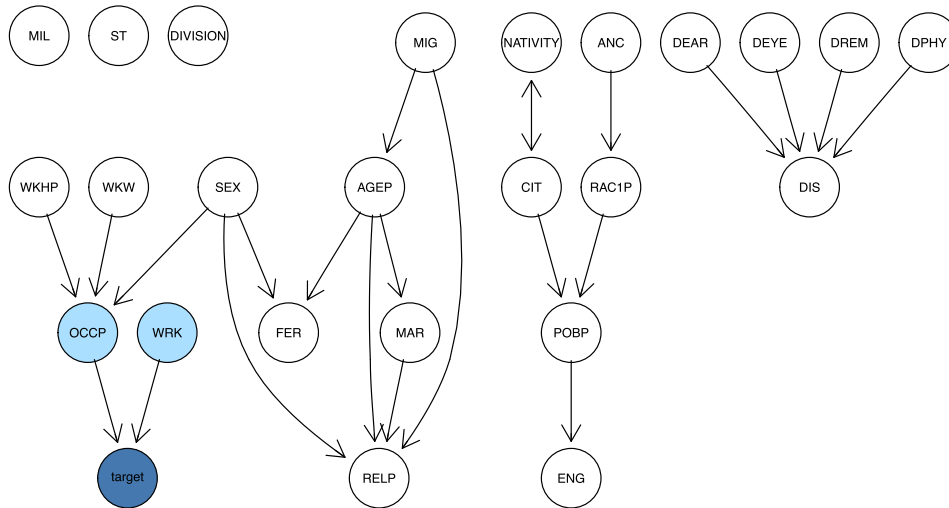 MIL ST DIVISION MIG NATIVITY ANC DEAR DEYE DREM DPHY
WKHP WKW SEX AGEP CIT RAC1P DIS
OCCP WRK FER MAR POBP
target RELP ENG